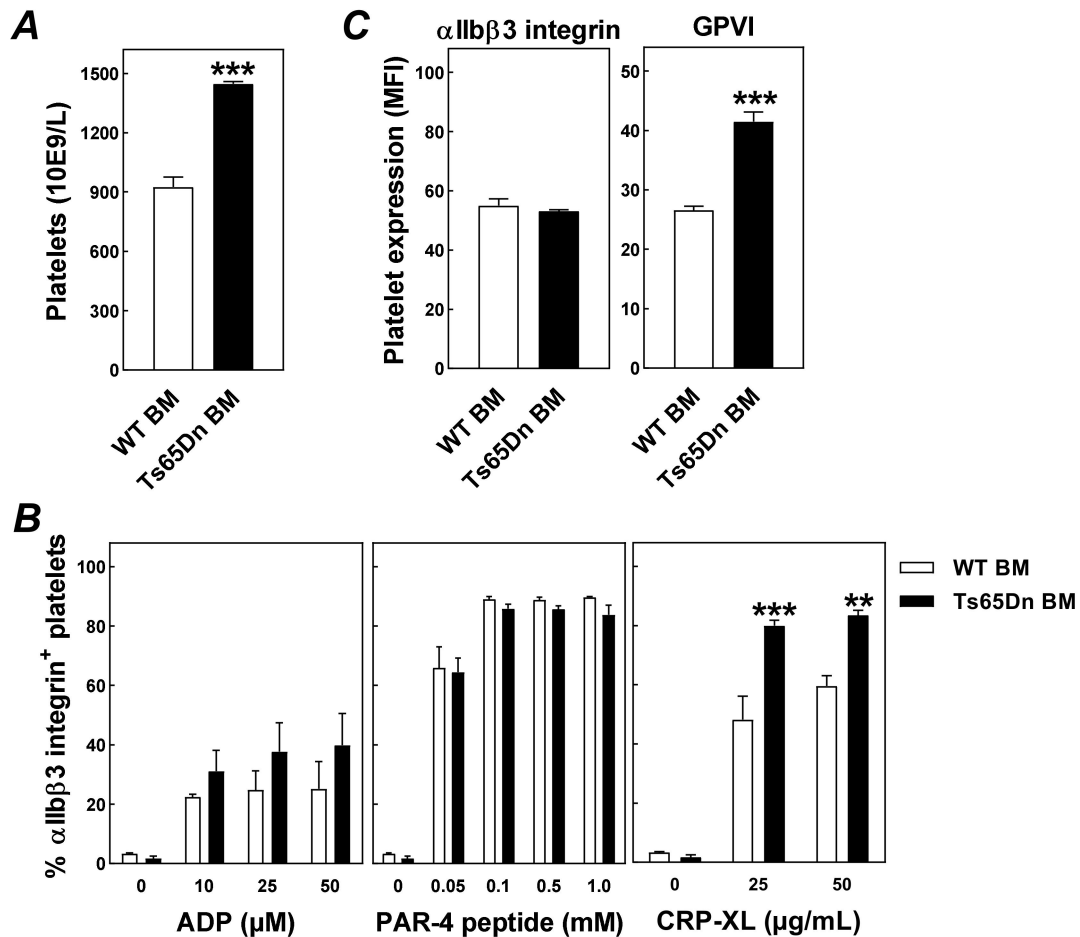 A
Platelets (10E9/L)
1500
1200
900
600
300
0
***
WT BM
Ts65Dn BM
C
αIIbβ3 integrin
GPVI
Platelet expression (MFI)
100
80
60
40
20
0
WT BM
Ts65Dn BM
50
40
30
20
10
0
***
WT BM
Ts65Dn BM
B
% αIIbβ3 integrin⁺ platelets
100
80
60
40
20
0
0 10 25 50
ADP (µM)
0 0.05 0.1 0.5 1.0
PAR-4 peptide (mM)
*** **
0 25 50
CRP-XL (µg/mL)
WT BM
Ts65Dn BM